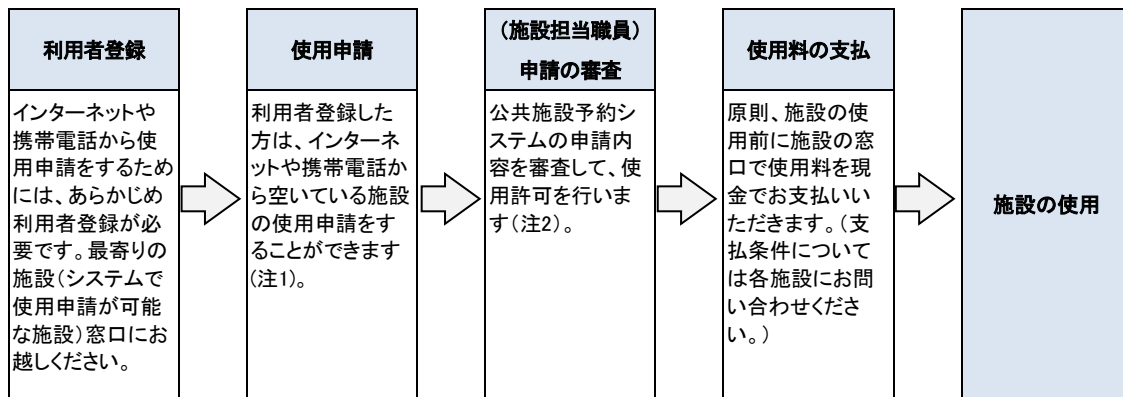 利用者登録
インターネットや
携帯電話から使
用申請をするため
には、あらかじめ
利用者登録が必
要です。最寄りの
施設(システムで
使用申請が可能
な施設)窓口にお
越しください。
使用申請
利用者登録した
方は、インターネ
ットや携帯電話か
ら空いている施設
の使用申請をす
ることができます
(注1)。
(施設担当職員)
申請の審査
公共施設予約シ
ステムの申請内
容を審査して、使
用許可を行いま
す(注2)。
使用料の支払
原則、施設の使
用前に施設の窓
口で使用料を現
金でお支払いい
ただきます。(支
払条件について
は各施設にお問
い合わせくださ
い。)
施設の使用